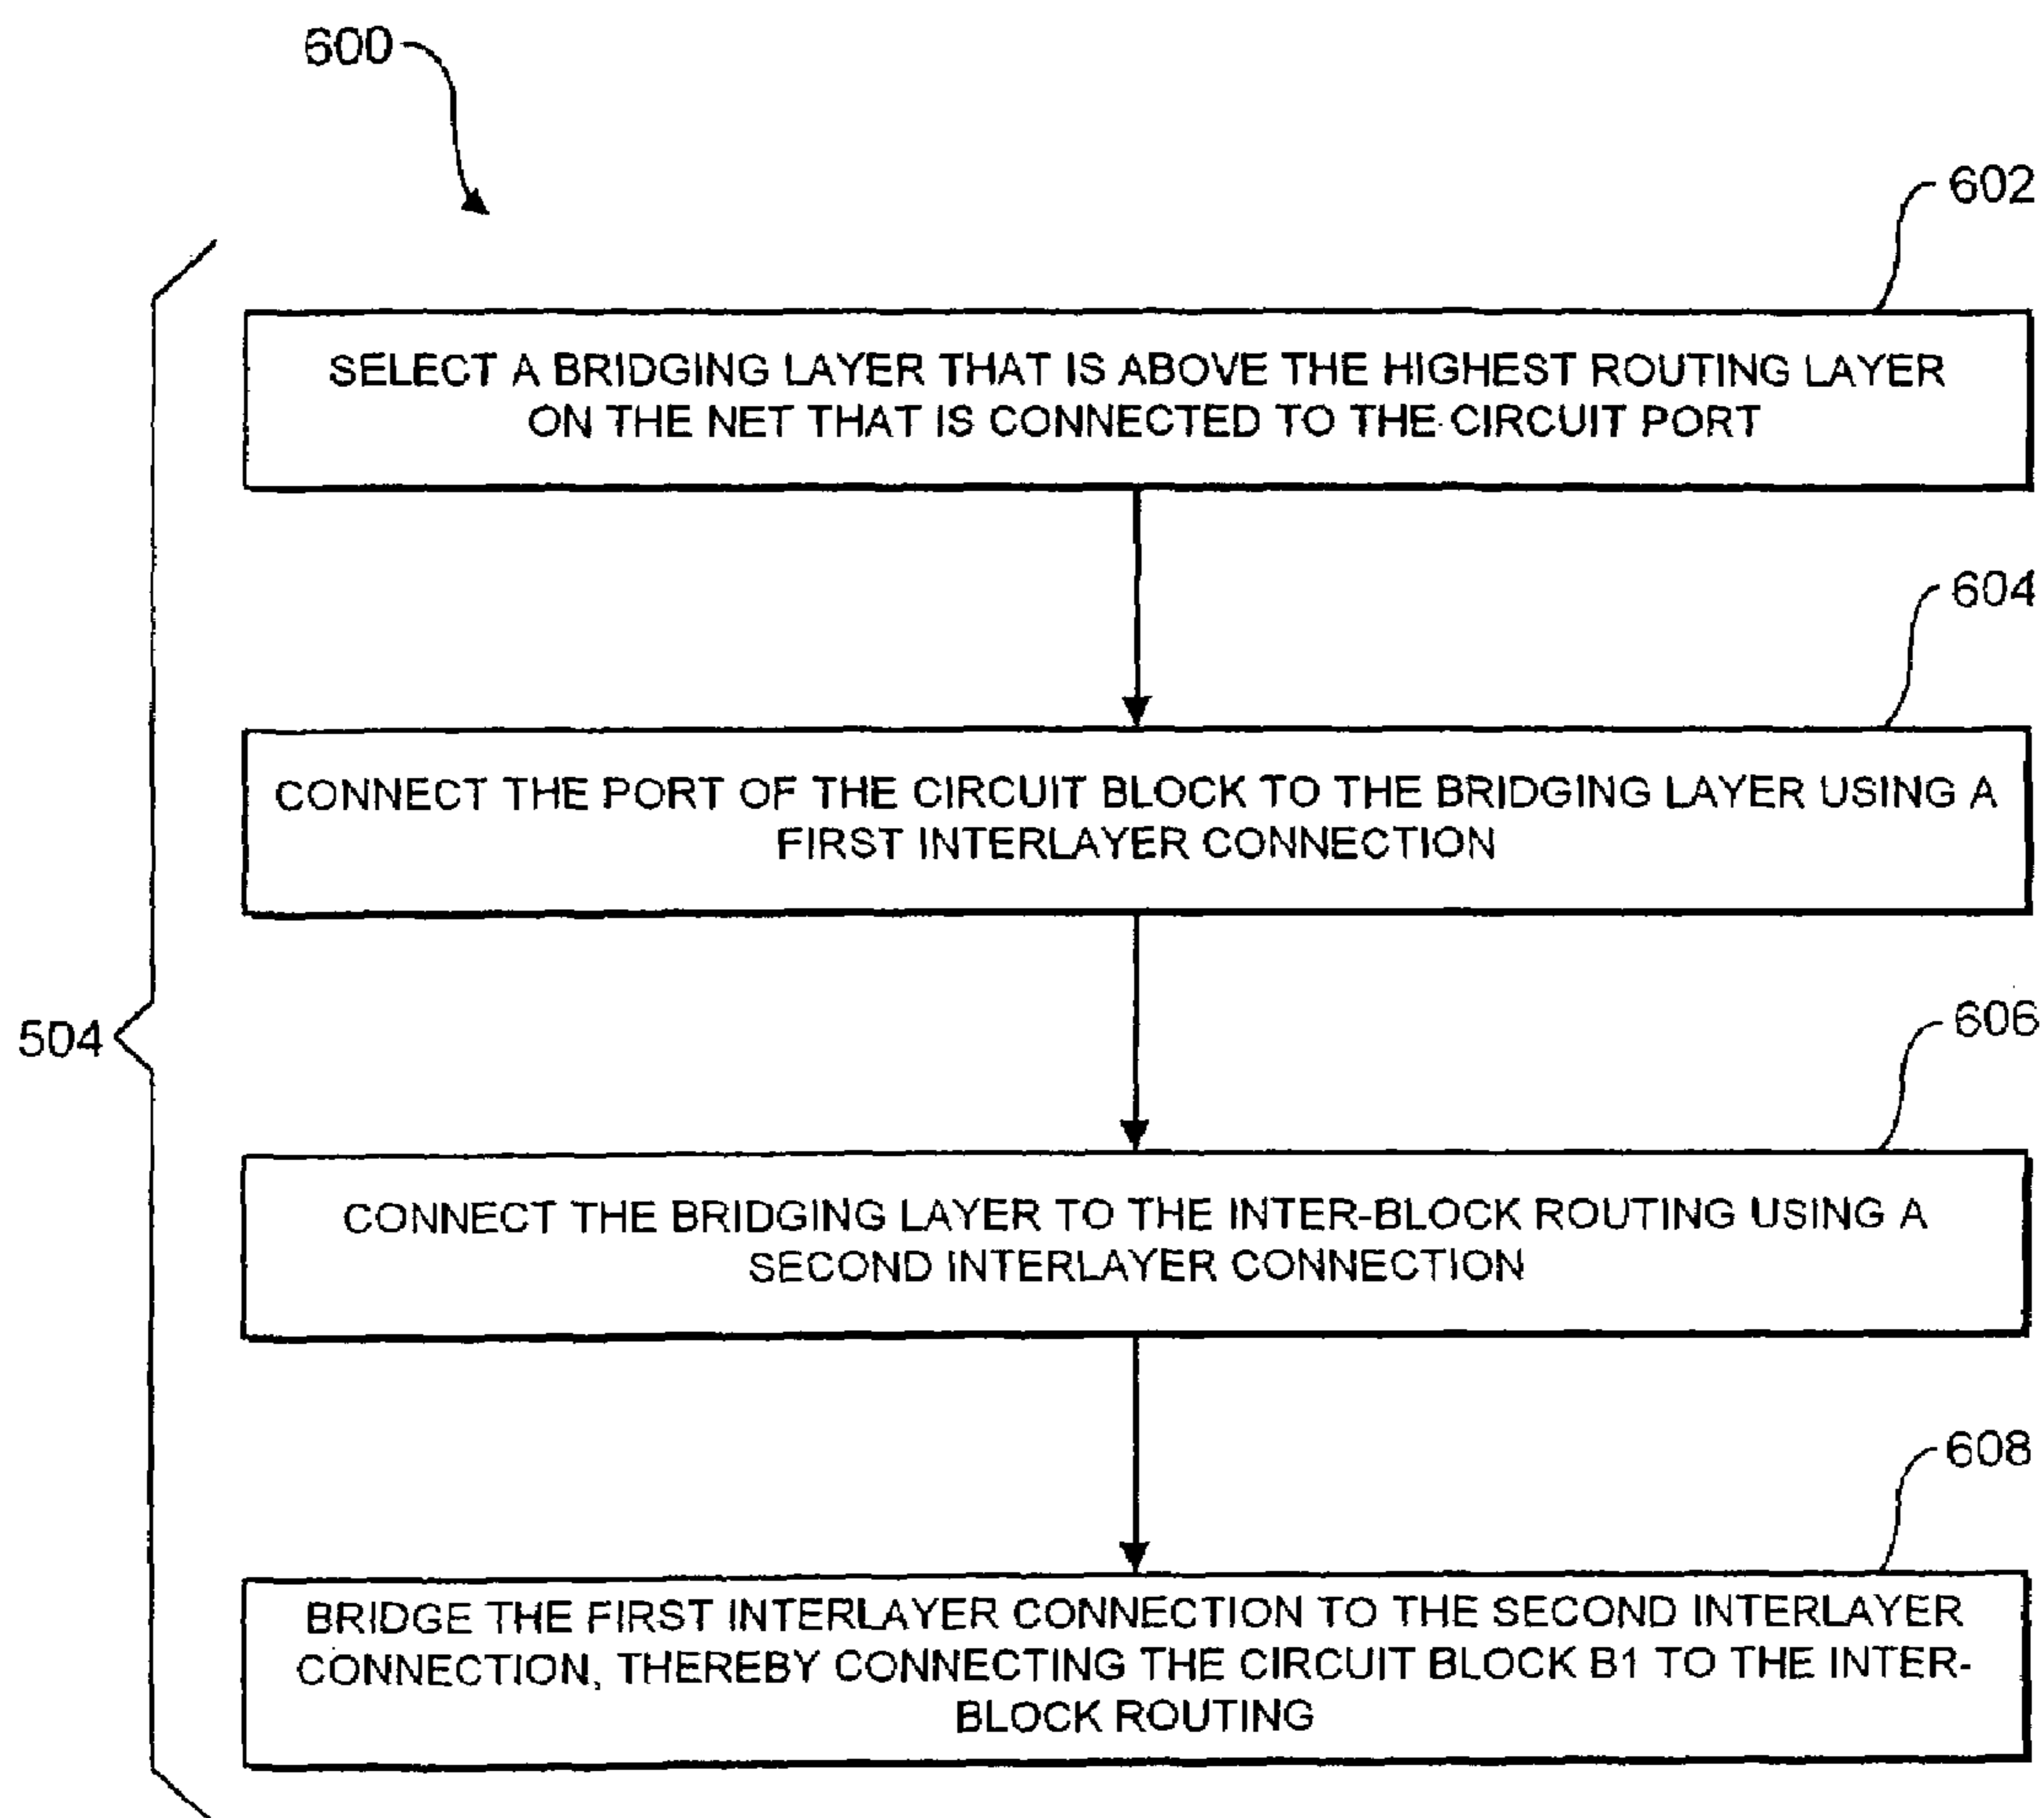 600
602
SELECT A BRIDGING LAYER THAT IS ABOVE THE HIGHEST ROUTING LAYER
ON THE NET THAT IS CONNECTED TO THE CIRCUIT PORT
604
CONNECT THE PORT OF THE CIRCUIT BLOCK TO THE BRIDGING LAYER USING A
FIRST INTERLAYER CONNECTION
504
606
CONNECT THE BRIDGING LAYER TO THE INTER-BLOCK ROUTING USING A
SECOND INTERLAYER CONNECTION
608
BRIDGE THE FIRST INTERLAYER CONNECTION TO THE SECOND INTERLAYER
CONNECTION, THEREBY CONNECTING THE CIRCUIT BLOCK B1 TO THE INTER-
BLOCK ROUTING